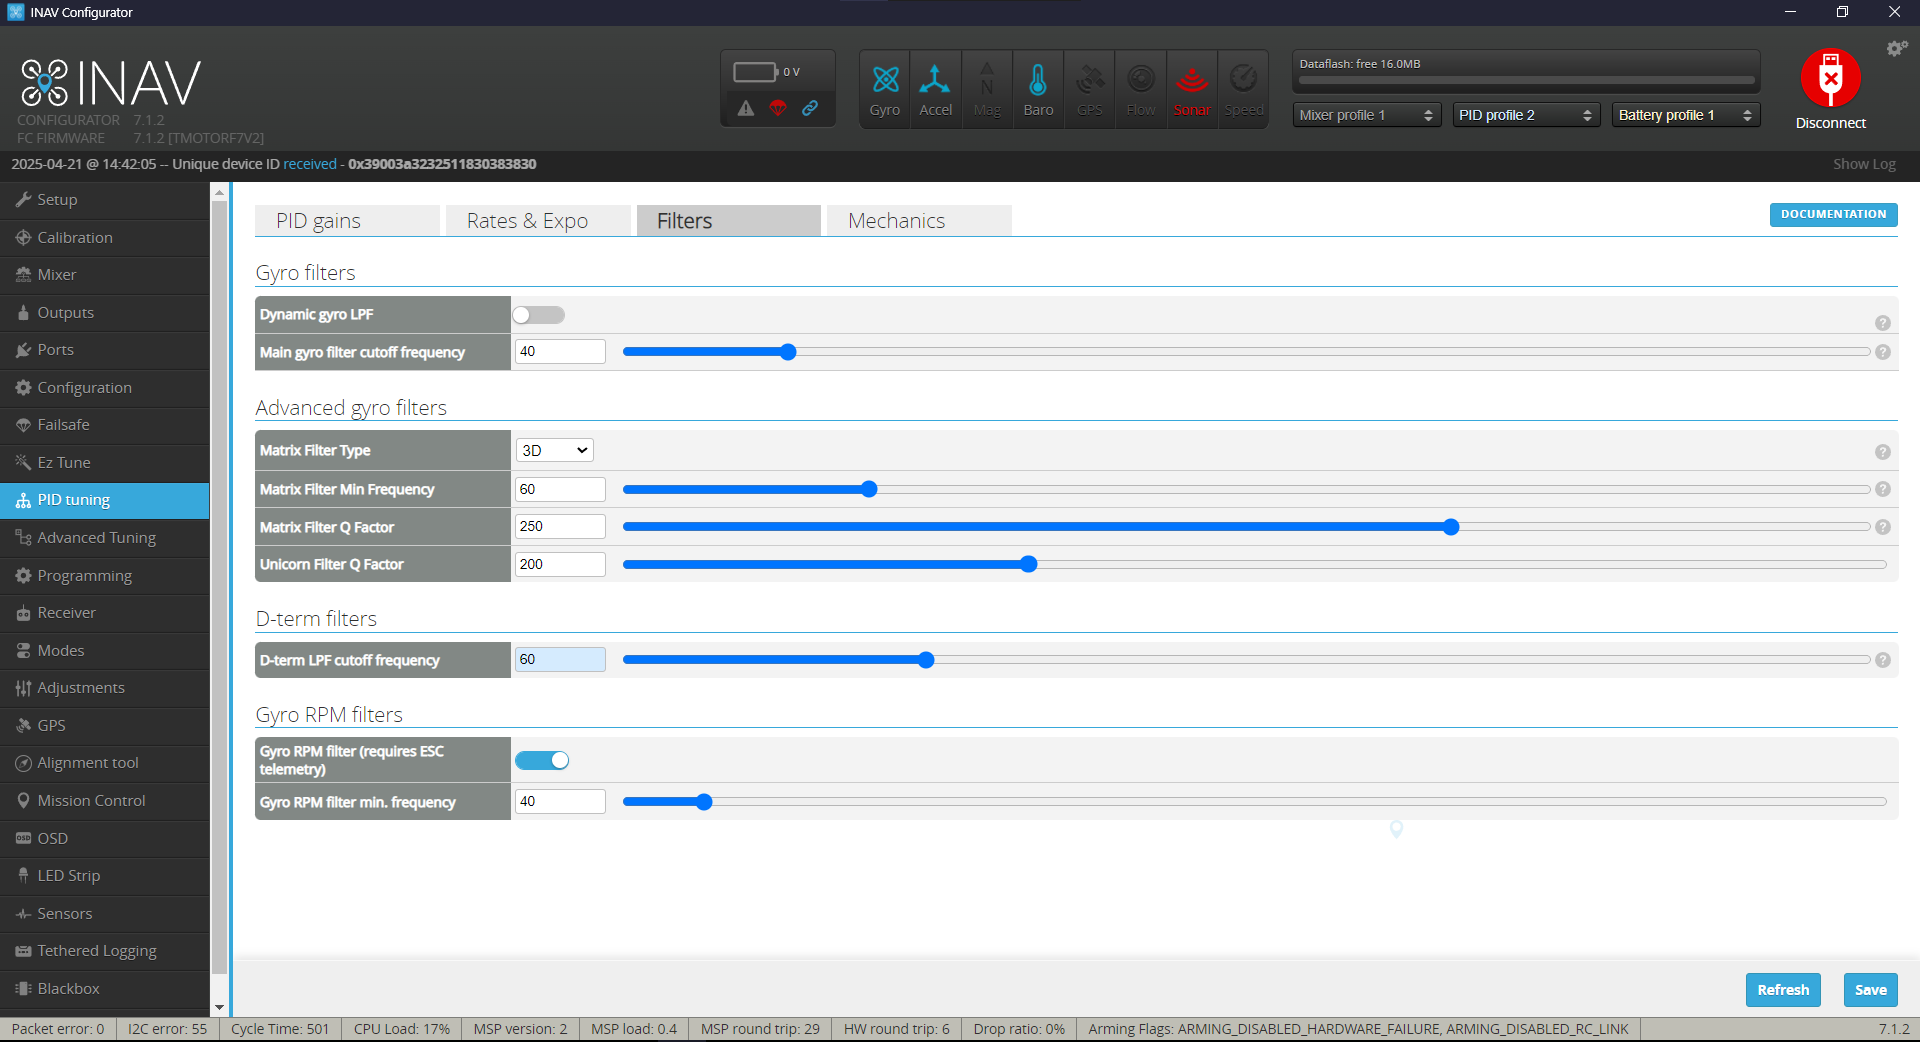 INAV Configurator
INAV
CONFIGURATOR 7.1.2
FC FIRMWARE 7.1.2 [TMOTORF7V2]
0 V
Gyro
Accel
Mag
Baro
GPS
Flow
Sonar
Speed
Dataflash: free 16.0MB
Mixer profile 1
PID profile 2
Battery profile 1
Disconnect
2025-04-21 @ 14:42:05 -- Unique device ID received - 0x39003a3232511830383830
Show Log
Setup
Calibration
Mixer
Outputs
Ports
Configuration
Failsafe
Ez Tune
PID tuning
Advanced Tuning
Programming
Receiver
Modes
Adjustments
GPS
Alignment tool
Mission Control
OSD
LED Strip
Sensors
Tethered Logging
Blackbox
PID gains
Rates & Expo
Filters
Mechanics
DOCUMENTATION
Gyro filters
Dynamic gyro LPF
?
Main gyro filter cutoff frequency
40
?
Advanced gyro filters
Matrix Filter Type
3D
?
Matrix Filter Min Frequency
60
?
Matrix Filter Q Factor
250
?
Unicorn Filter Q Factor
200
D-term filters
D-term LPF cutoff frequency
60
?
Gyro RPM filters
Gyro RPM filter (requires ESC
telemetry)
Gyro RPM filter min. frequency
40
Refresh
Save
Packet error: 0
I2C error: 55
Cycle Time: 501
CPU Load: 17%
MSP version: 2
MSP load: 0.4
MSP round trip: 29
HW round trip: 6
Drop ratio: 0%
Arming Flags: ARMING_DISABLED_HARDWARE_FAILURE, ARMING_DISABLED_RC_LINK
7.1.2